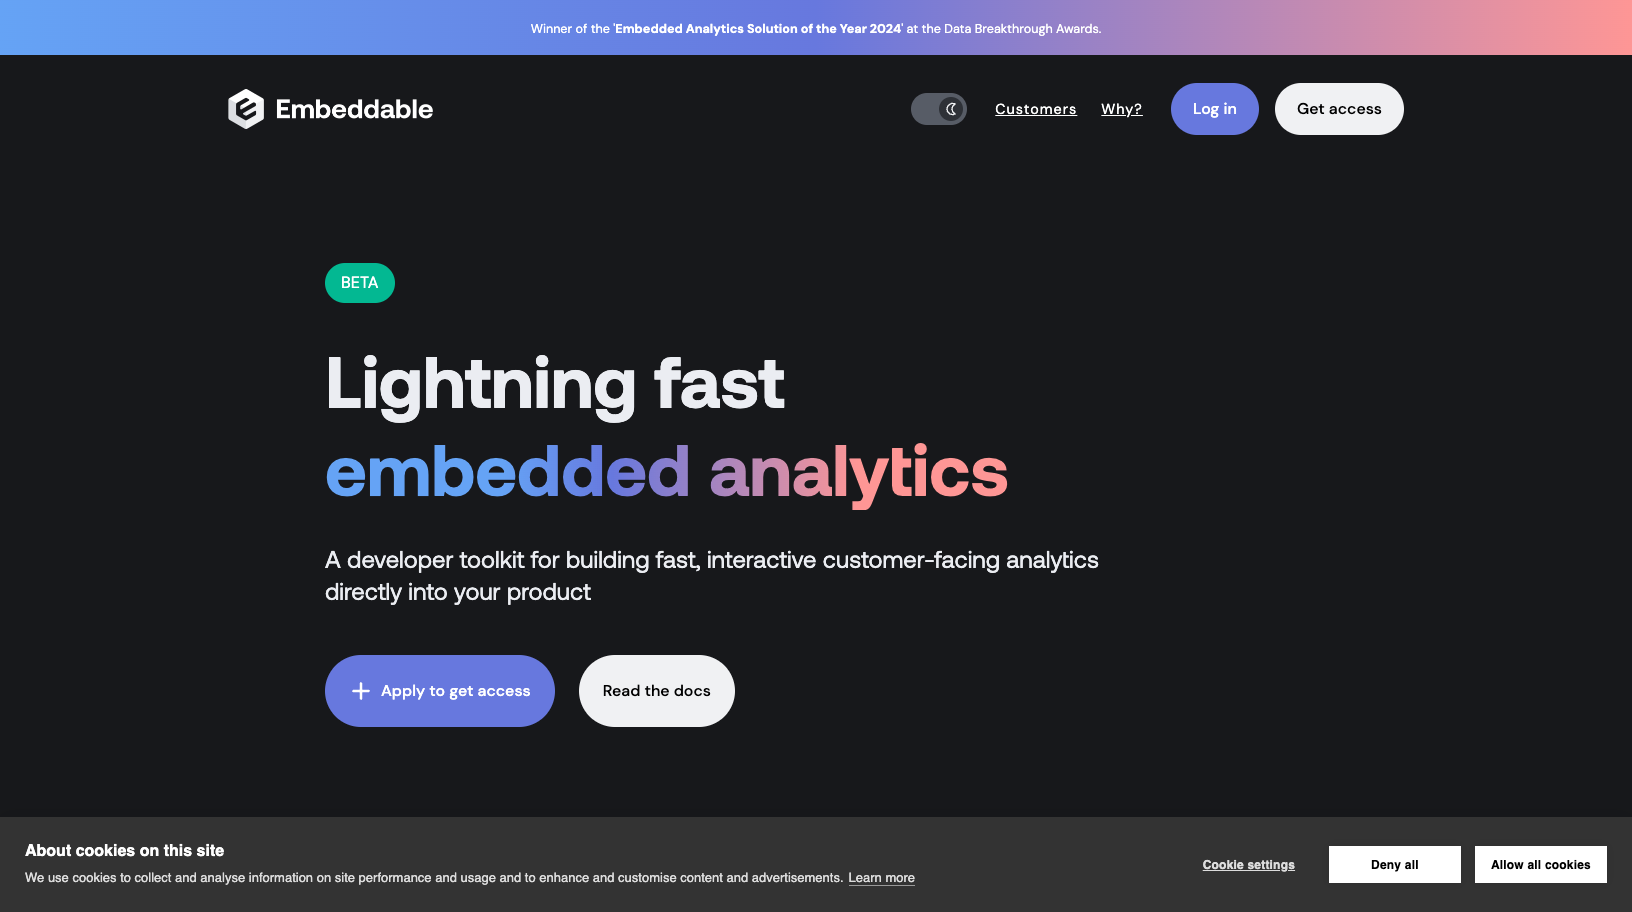 Winner of the 'Embedded Analytics Solution of the Year 2024' at the Data Breakthrough Awards.
Embeddable
Customers
Why?
Log in
Get access
BETA
Lightning fast
embedded analytics
A developer toolkit for building fast, interactive customer-facing analytics
directly into your product
Apply to get access
Read the docs
About cookies on this site
We use cookies to collect and analyse information on site performance and usage and to enhance and customise content and advertisements. Learn more
Cookie settings
Deny all
Allow all cookies